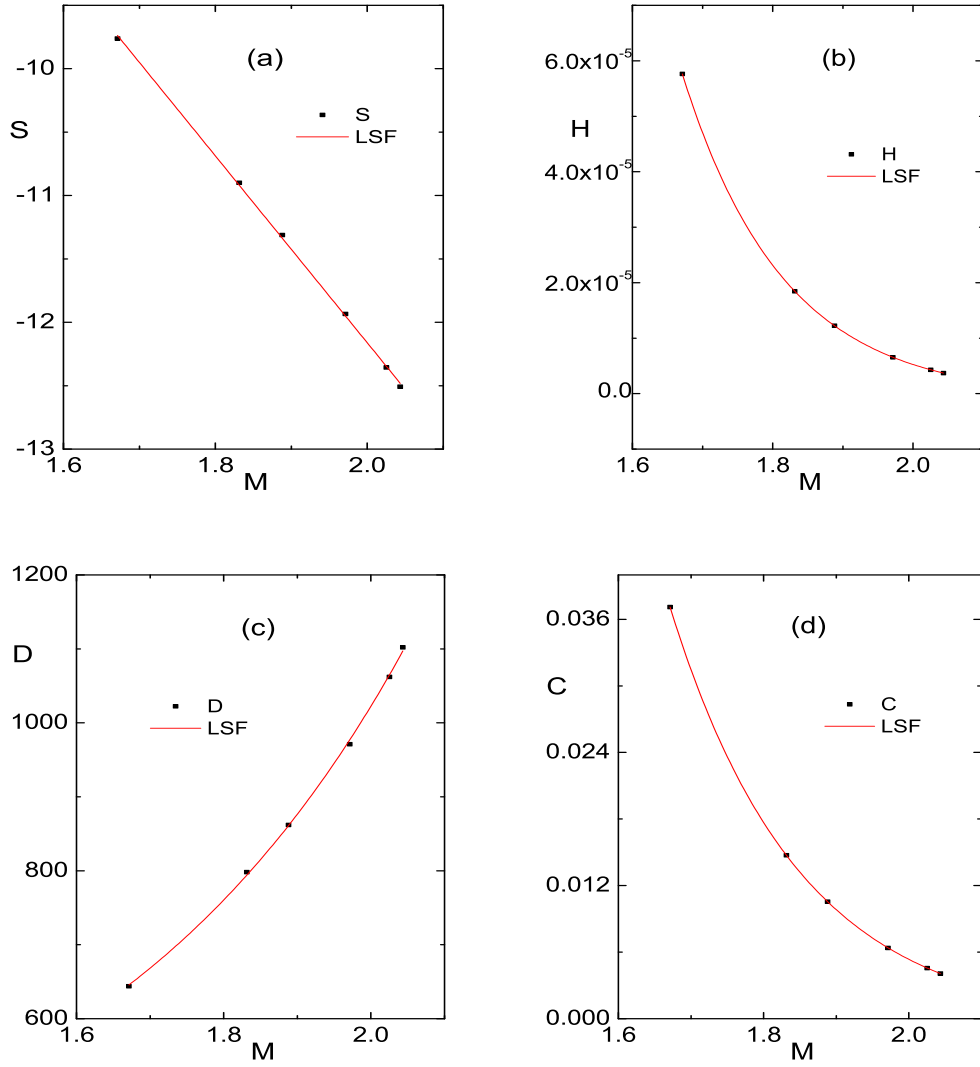 (a)
S
LSF
S
-10
-11
-12
-13
1.6
1.8
2.0
M
(b)
H
LSF
H
6.0x10⁻⁵
4.0x10⁻⁵
2.0x10⁻⁵
0.0
1.6
1.8
2.0
M
(c)
D
LSF
D
1200
1000
800
600
1.6
1.8
2.0
M
(d)
C
LSF
C
0.036
0.024
0.012
0.000
1.6
1.8
2.0
M